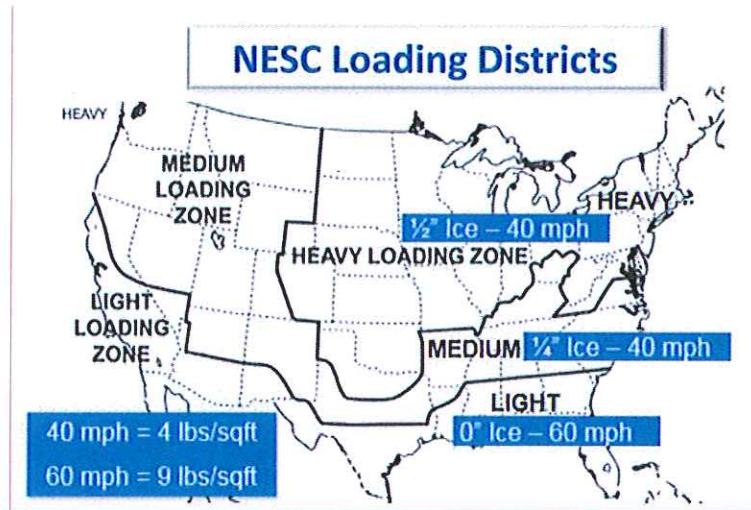 NESC Loading Districts
HEAVY
MEDIUM
LOADING
ZONE
HEAVY
½" Ice – 40 mph
HEAVY LOADING ZONE
LIGHT
LOADING
ZONE
MEDIUM
¼" Ice – 40 mph
LIGHT
0" Ice – 60 mph
40 mph = 4 lbs/sqft
60 mph = 9 lbs/sqft